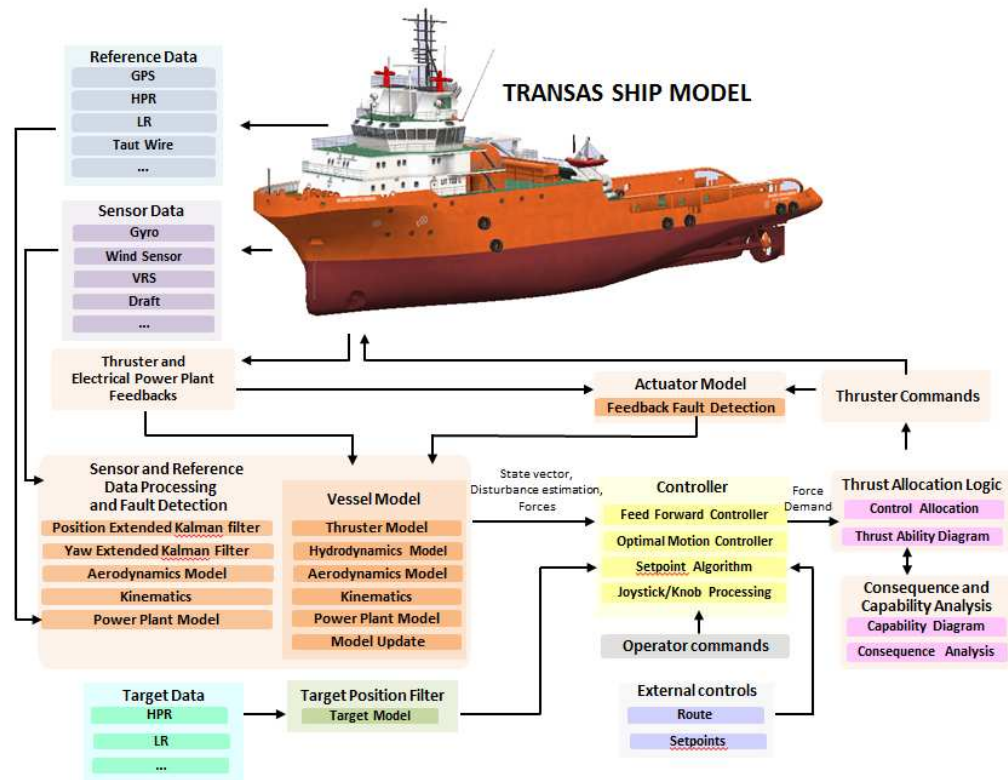 TRANSAS SHIP MODEL
Reference Data
GPS
HPR
LR
Taut Wire
...
Sensor Data
Gyro
Wind Sensor
VRS
Draft
...
Thruster and
Electrical Power Plant
Feedbacks
Actuator Model
Feedback Fault Detection
Thruster Commands
Sensor and Reference
Data Processing
and Fault Detection
Position Extended Kalman filter
Yaw Extended Kalman Filter
Aerodynamics Model
Kinematics
Power Plant Model
Vessel Model
Thruster Model
Hydrodynamics Model
Aerodynamics Model
Kinematics
Power Plant Model
Model Update
State vector,
Disturbance estimation,
Forces
Controller
Feed Forward Controller
Optimal Motion Controller
Setpoint Algorithm
Joystick/Knob Processing
Force
Demand
Thrust Allocation Logic
Control Allocation
Thrust Ability Diagram
Consequence and
Capability Analysis
Capability Diagram
Consequence Analysis
Operator commands
Target Data
HPR
LR
...
Target Position Filter
Target Model
External controls
Route
Setpoints